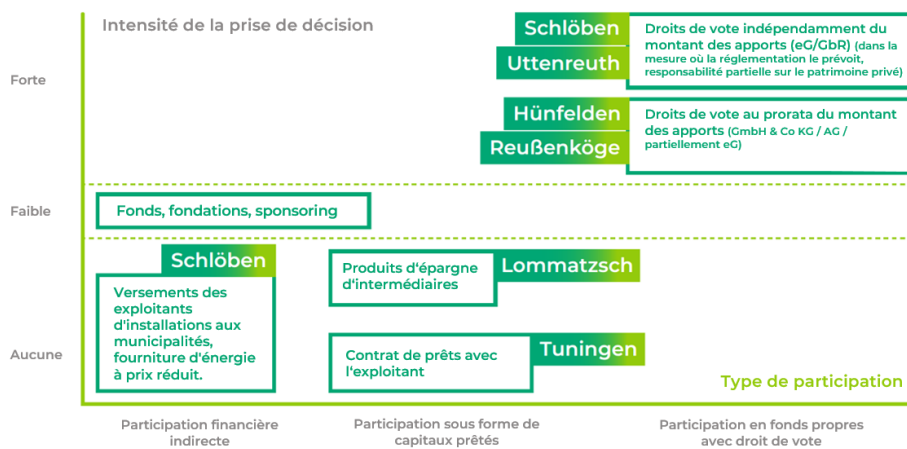 Intensité de la prise de décision
Forte
Schlöben
Uttenreuth
Droits de vote indépendamment du
montant des apports (eG/GbR) (dans la
mesure où la réglementation le prévoit,
responsabilité partielle sur le patrimoine privé)
Hünfelden
Reußenköge
Droits de vote au prorata du montant
des apports (GmbH & Co KG / AG /
partiellement eG)
Faible
Fonds, fondations, sponsoring
Aucune
Schlöben
Versements des
exploitants
d'installations aux
municipalités,
fourniture d'énergie
à prix réduit.
Produits d'épargne
d'intermédiaires
Lommatzsch
Contrat de prêts avec
l'exploitant
Tuningen
Type de participation
Participation financière
indirecte
Participation sous forme de
capitaux prêtés
Participation en fonds propres
avec droit de vote